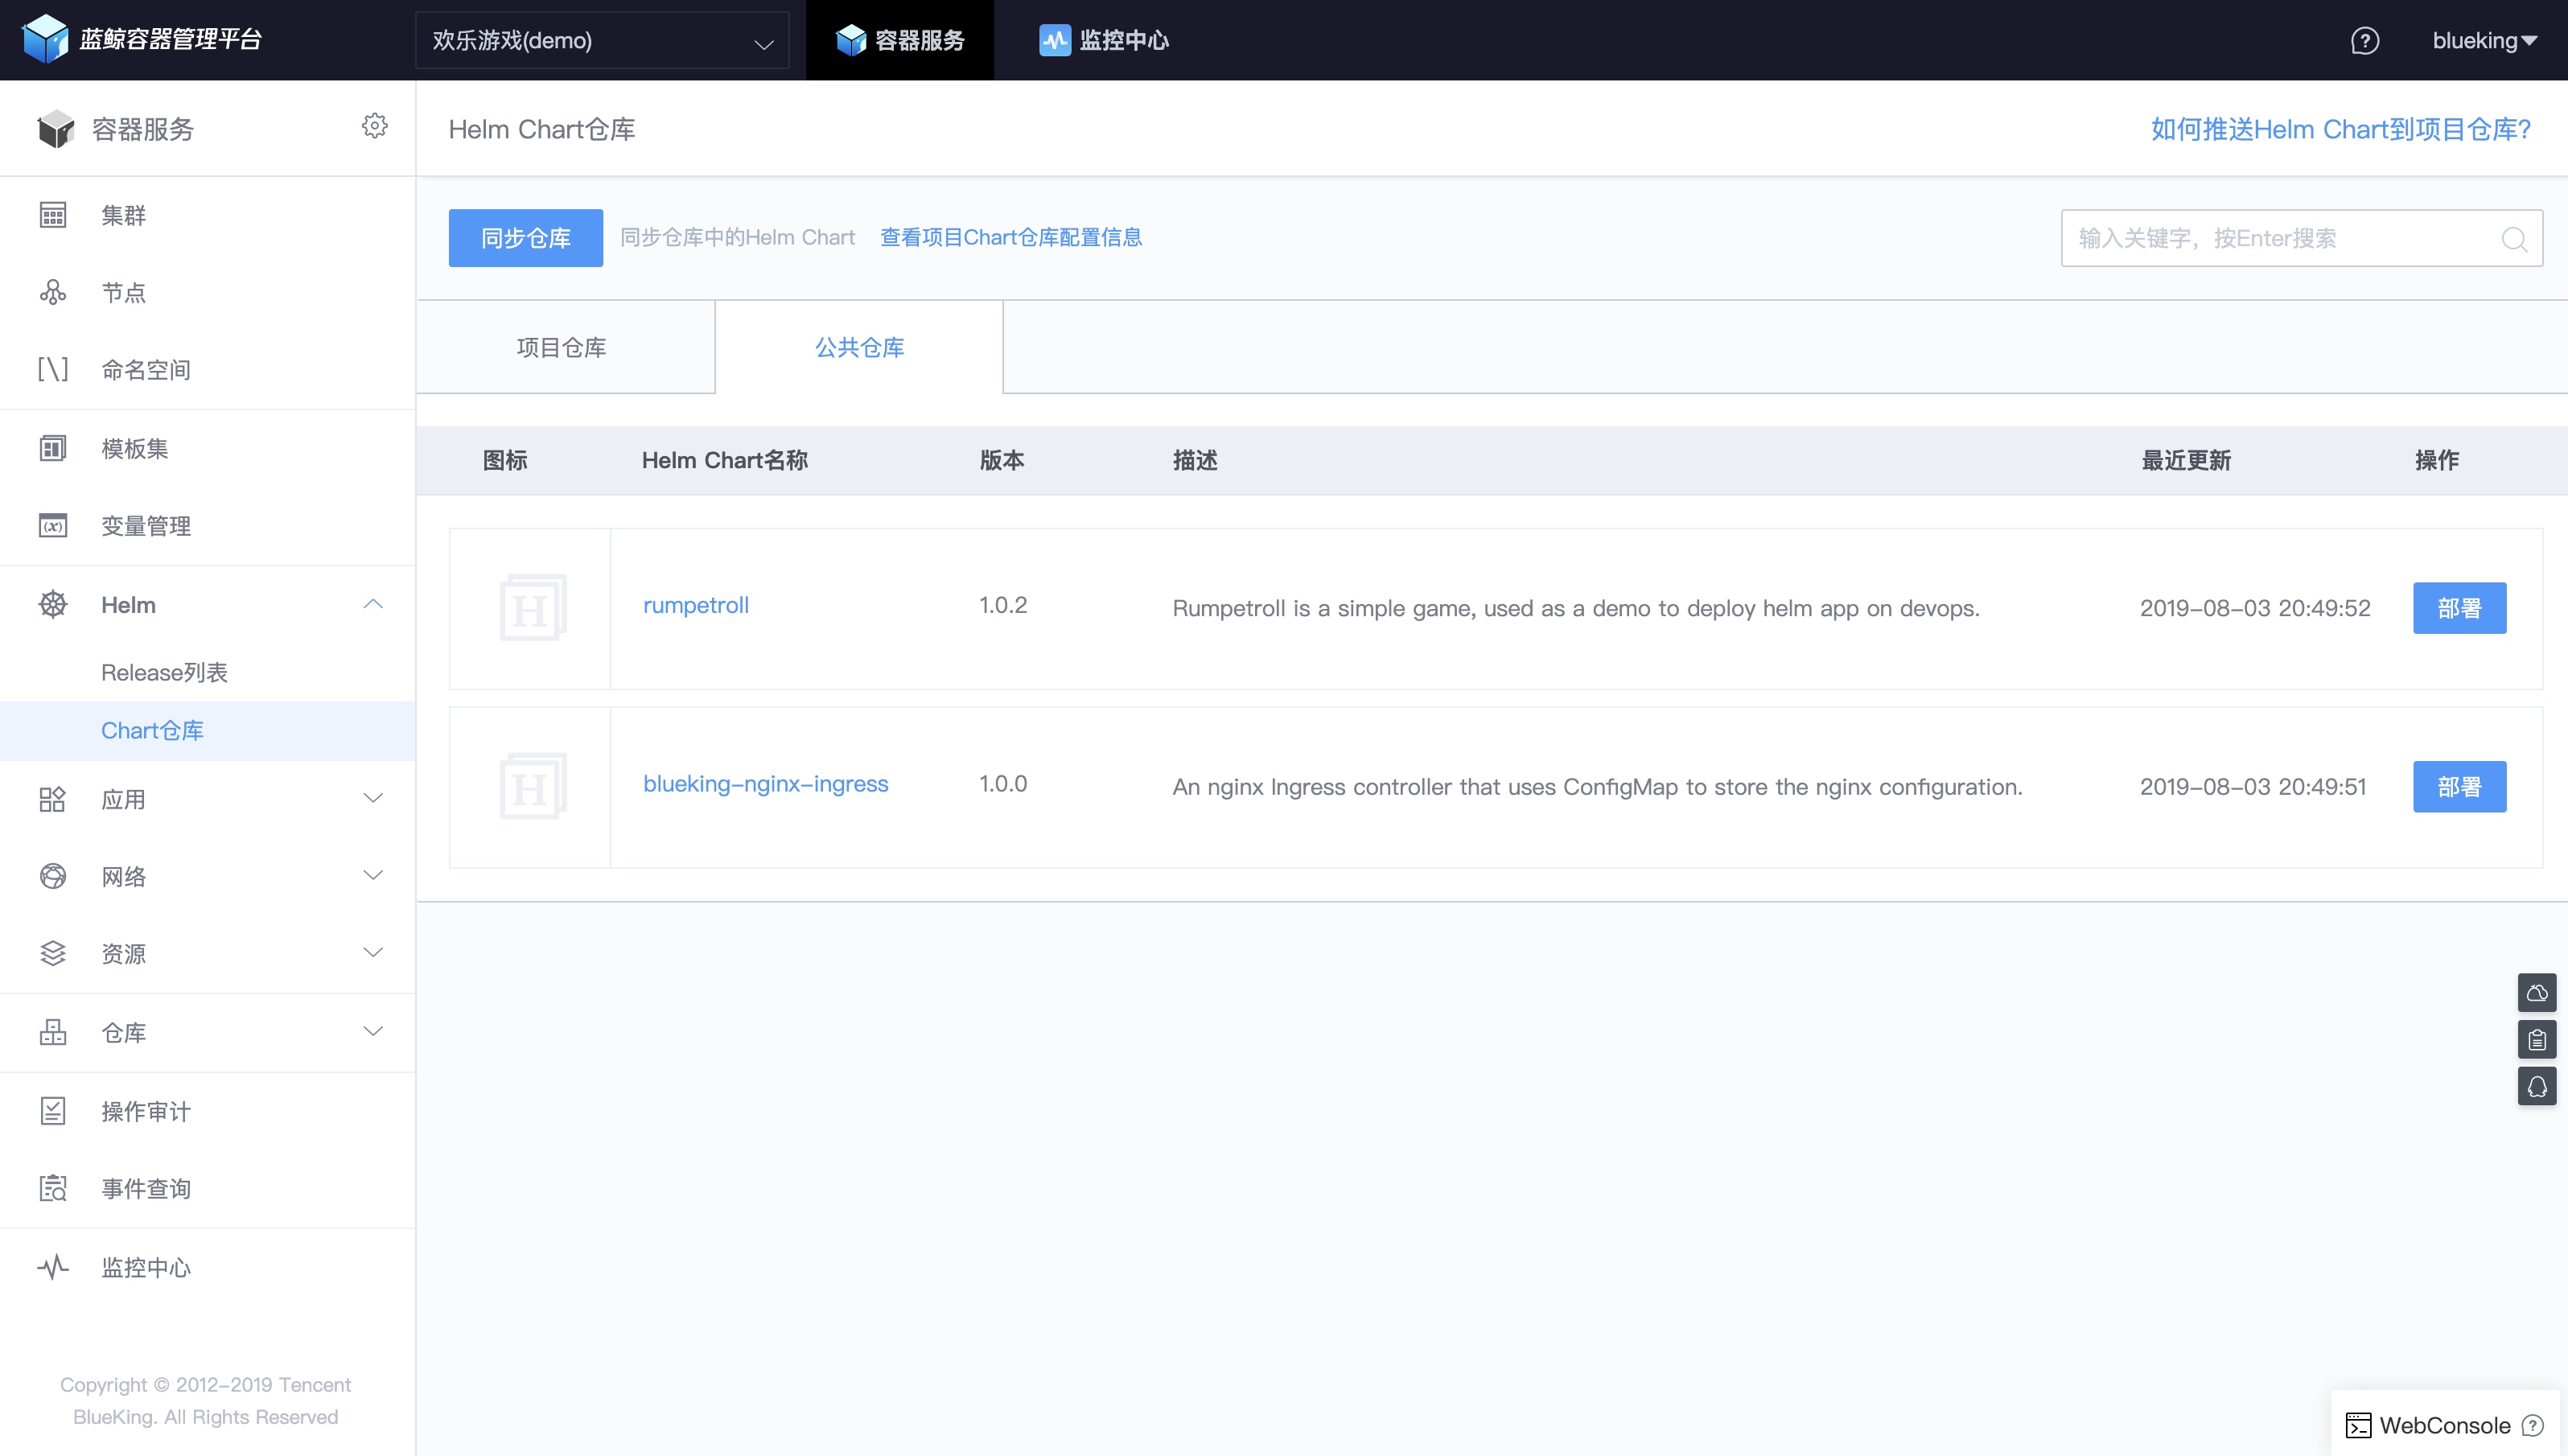 蓝鲸容器管理平台
欢乐游戏(demo)
容器服务
监控中心
blueking
容器服务
Helm Chart仓库
如何推送Helm Chart到项目仓库?
集群
节点
命名空间
模板集
变量管理
Helm
Release列表
Chart仓库
应用
网络
资源
仓库
操作审计
事件查询
监控中心
Copyright © 2012-2019 Tencent
BlueKing. All Rights Reserved
同步仓库
同步仓库中的Helm Chart
查看项目Chart仓库配置信息
输入关键字，按Enter搜索
项目仓库
公共仓库
图标 Helm Chart名称 版本 描述 最近更新 操作
H rumpetroll 1.0.2 Rumpetroll is a simple game, used as a demo to deploy helm app on devops. 2019-08-03 20:49:52 部署
H blueking-nginx-ingress 1.0.0 An nginx Ingress controller that uses ConfigMap to store the nginx configuration. 2019-08-03 20:49:51 部署
WebConsole